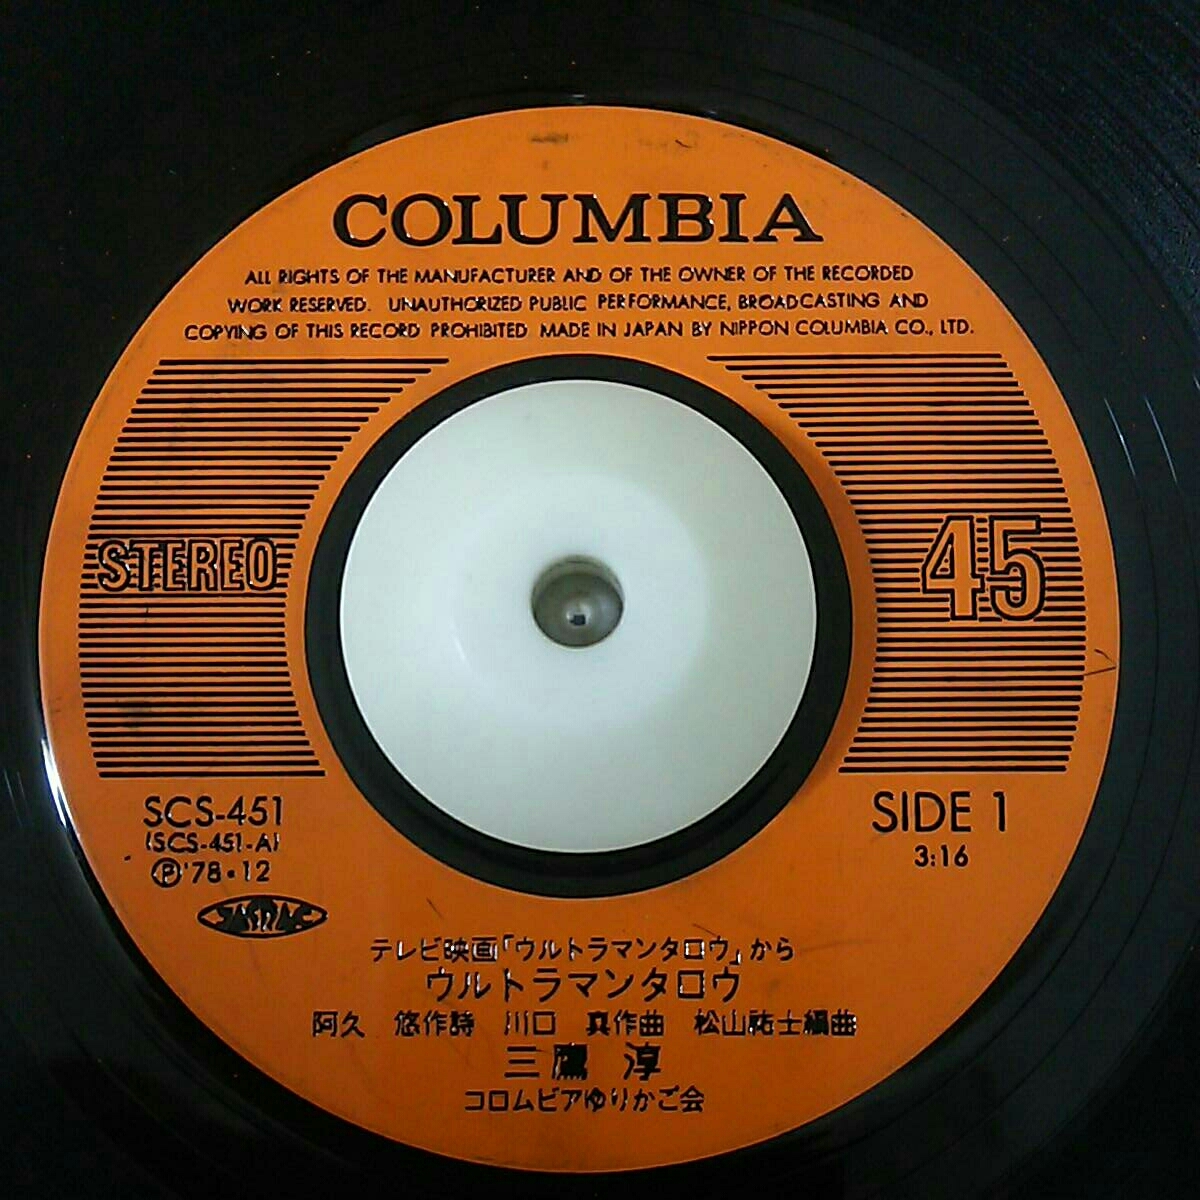 COLUMBIA
ALL RIGHTS OF THE MANUFACTURER AND OF THE OWNER OF THE RECORDED
WORK RESERVED. UNAUTHORIZED PUBLIC PERFORMANCE, BROADCASTING AND
COPYING OF THIS RECORD PROHIBITED MADE IN JAPAN BY NIPPON COLUMBIA CO., LTD.
STEREO
45
SCS-451
(SCS-451-A)
Ⓟ'78・12
JASRAC
SIDE 1
3:16
テレビ映画「ウルトラマンタロウ」から
ウルトラマンタロウ
阿久 悠作詩 川口 真作曲 松山祐士編曲
三鷹 淳
コロムビアゆりかご会